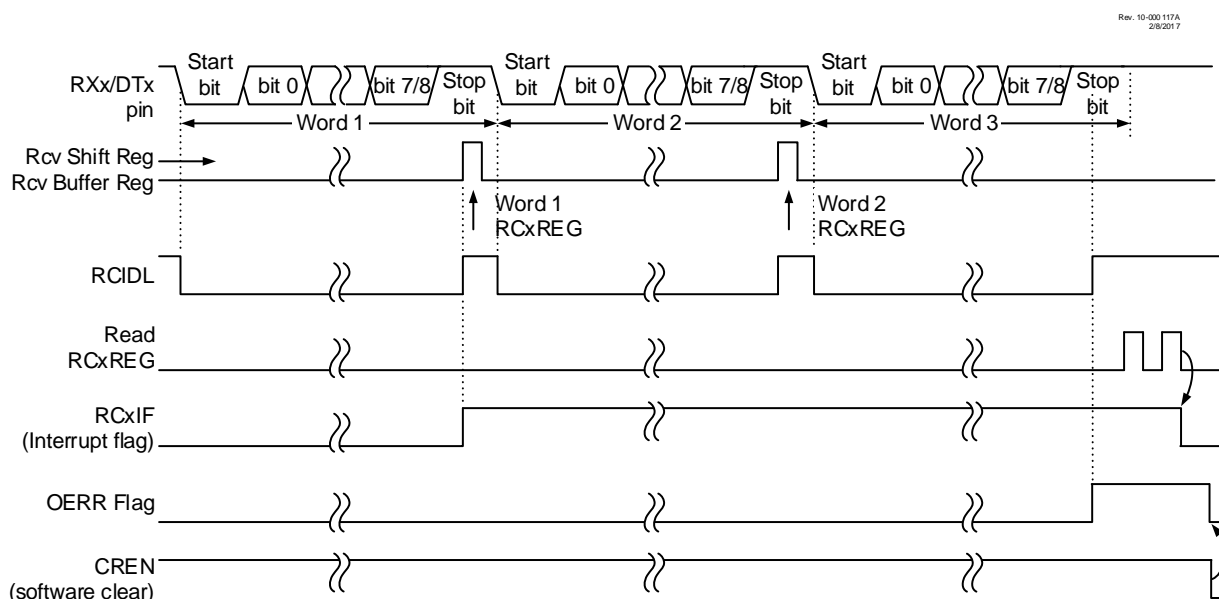 Rev. 10-000 117A
2/8/2017
RXx/DTx
pin
Start
bit
bit 0
bit 7/8
Stop
bit
Start
bit
bit 0
bit 7/8
Stop
bit
Start
bit
bit 0
bit 7/8
Stop
bit
Word 1
Word 2
Word 3
Rcv Shift Reg
Rcv Buffer Reg
Word 1
RCxREG
Word 2
RCxREG
RCIDL
Read
RCxREG
RCxIF
(Interrupt flag)
OERR Flag
CREN
(software clear)